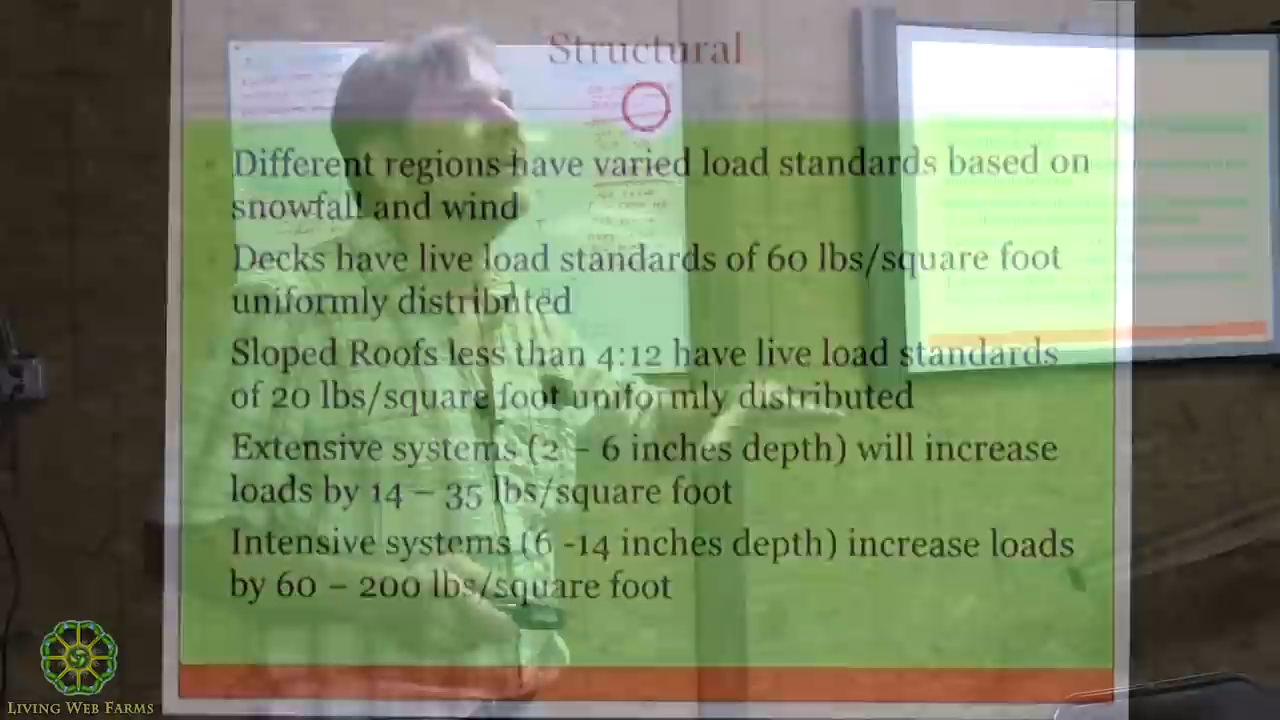 Structural
Different regions have varied load standards based on
snowfall and wind
Decks have live load standards of 60 lbs/square foot
uniformly distributed
Sloped Roofs less than 4:12 have live load standards
of 20 lbs/square foot uniformly distributed
Extensive systems (2 – 6 inches depth) will increase
loads by 14 – 35 lbs/square foot
Intensive systems (6 -14 inches depth) increase loads
by 60 – 200 lbs/square foot
LIVING WEB FARMS